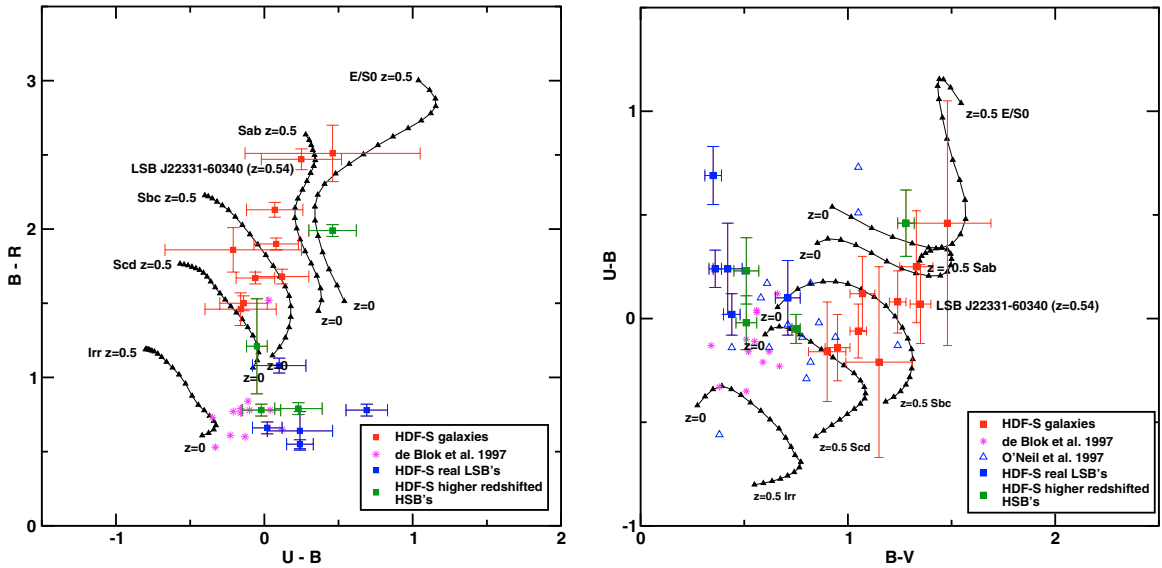 3
2
1
0
B - R
-1
0
1
2
U - B
E/S0 z=0.5
Sab z=0.5
LSB J22331-60340 (z=0.54)
Sbc z=0.5
Scd z=0.5
Irr z=0.5
z=0
z=0
z=0
z=0
z=0
HDF-S galaxies
de Blok et al. 1997
HDF-S real LSB's
HDF-S higher redshifted
HSB's
1
0
-1
U-B
0
1
2
B-V
z=0.5 E/S0
z=0
z=0
z = 0.5 Sab
LSB J22331-60340 (z=0.54)
z=0
z=0
z=0.5 Sbc
z=0
z=0.5 Scd
z=0.5 Irr
HDF-S galaxies
de Blok et al. 1997
O'Neil et al. 1997
HDF-S real LSB's
HDF-S higher redshifted
HSB's